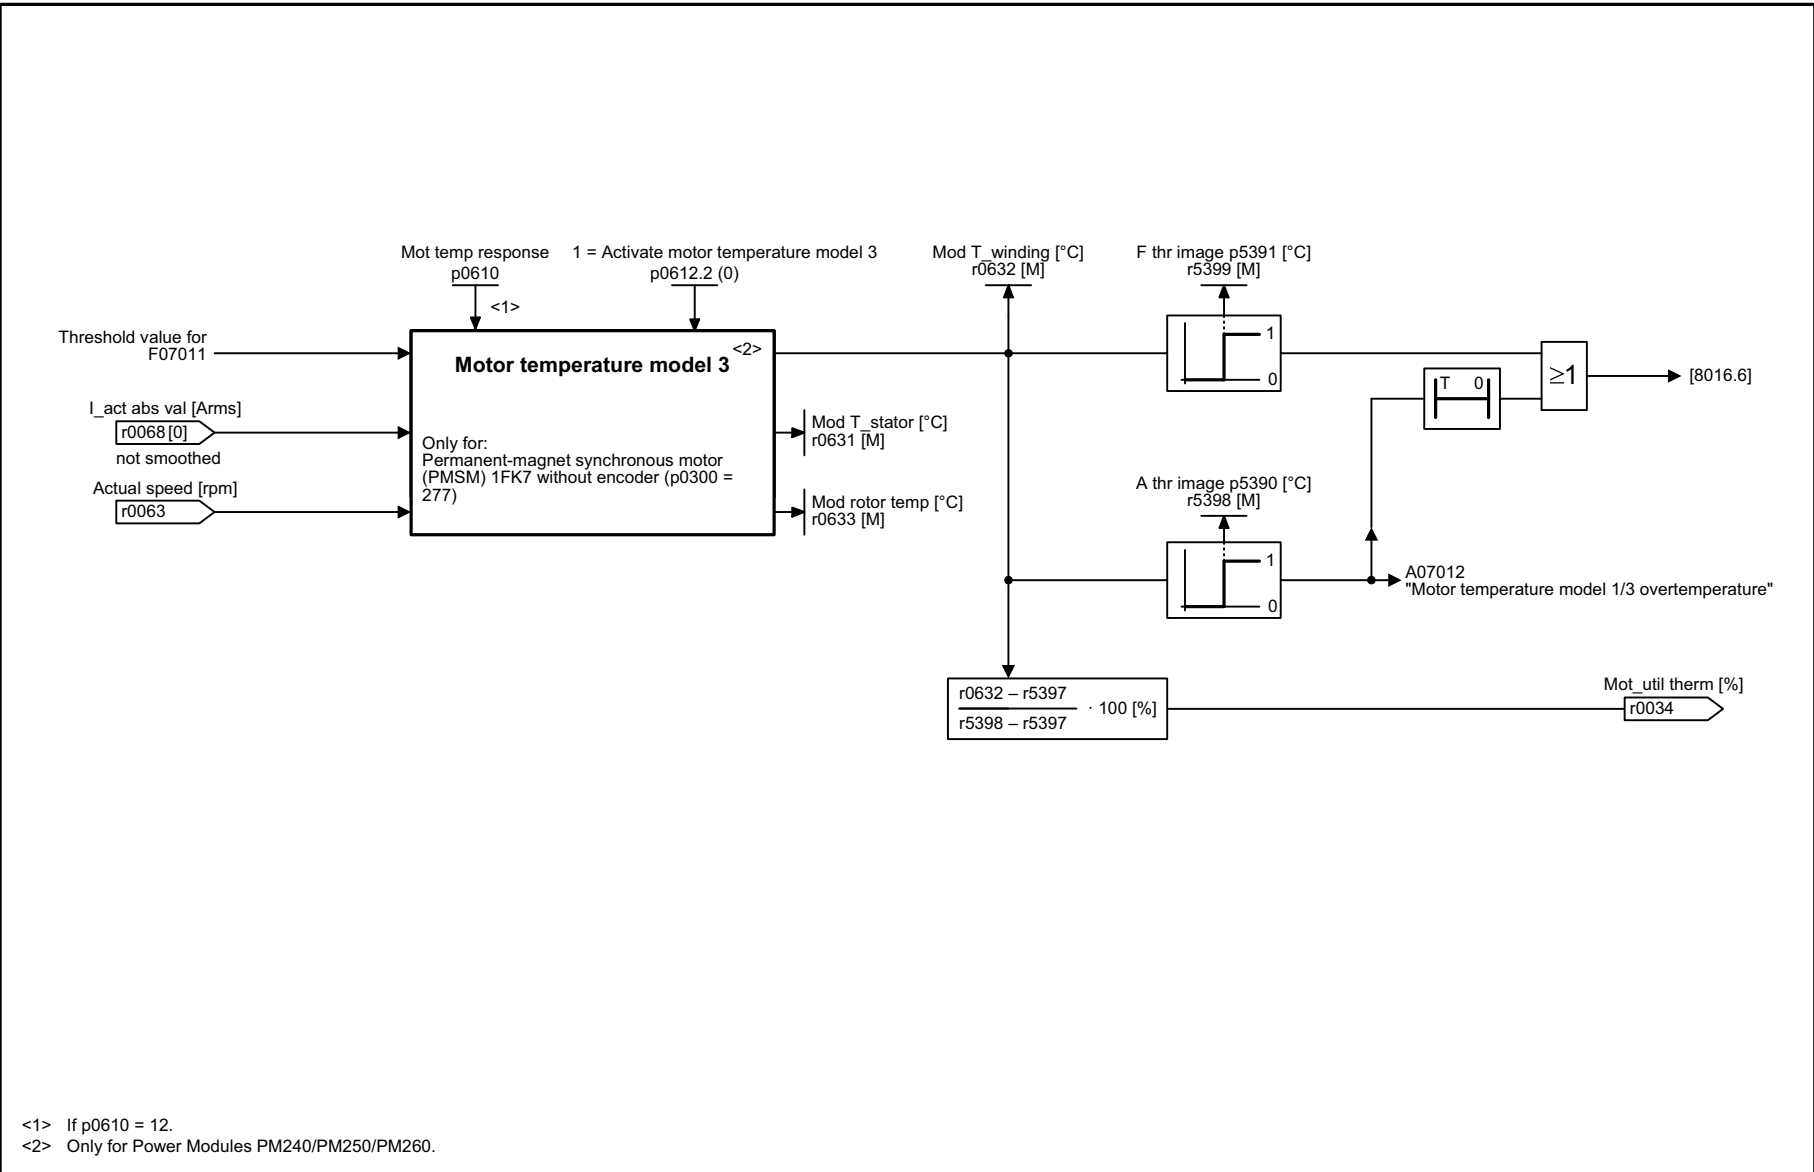 Mot temp response
p0610
<1>
1 = Activate motor temperature model 3
p0612.2 (0)
Mod T_winding [°C]
r0632 [M]
F thr image p5391 [°C]
r5399 [M]
1
0
Threshold value for
F07011
Motor temperature model 3
<2>
I_act abs val [Arms]
r0068[0]
not smoothed
Actual speed [rpm]
r0063
Only for:
Permanent-magnet synchronous motor
(PMSM) 1FK7 without encoder (p0300 =
277)
Mod T_stator [°C]
r0631 [M]
Mod rotor temp [°C]
r0633 [M]
T 0
≥1
[8016.6]
A thr image p5390 [°C]
r5398 [M]
1
0
A07012
"Motor temperature model 1/3 overtemperature"
r0632 – r5397
r5398 – r5397
· 100 [%]
Mot_util therm [%]
r0034
<1> If p0610 = 12.
<2> Only for Power Modules PM240/PM250/PM260.